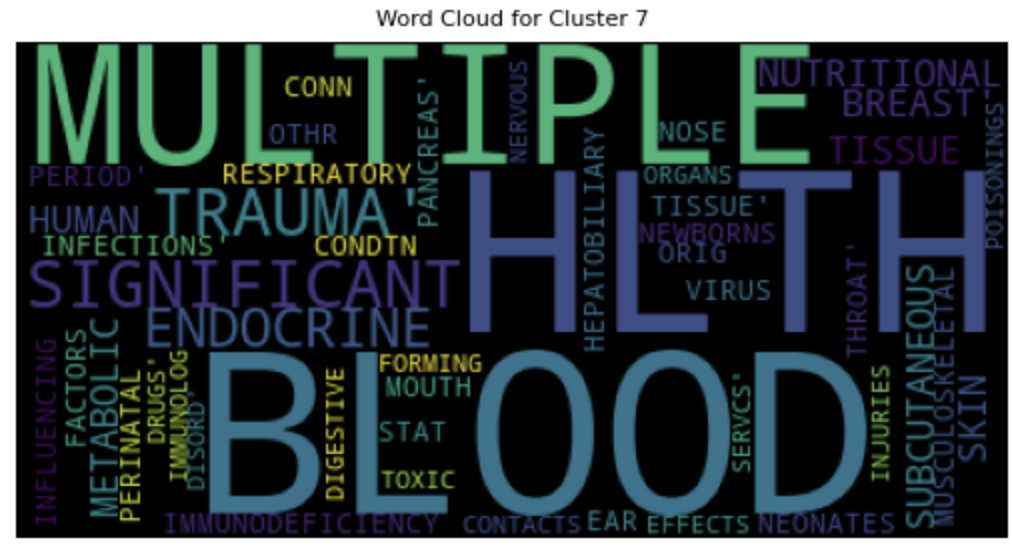 Word Cloud for Cluster 7
MULTIPLE
CONN
OTHR
PANCREAS'
NERVOUS
NOSE
NUTRITIONAL
BREAST'
TISSUE
POISONINGS
PERIOD'
RESPIRATORY
HUMAN
TRAUMA'
INFECTIONS'
CONDTN
HEPATOBILIARY
ORGANS
TISSUE'
NEWBORNS
ORIG
VIRUS
HLTH
THROAT'
SIGNIFICANT
ENDOCRINE
SUBCUTANEOUS
MUSCULOSKELETAL
SKIN
INFLUENCING
FACTORS
METABOLIC
PERINATAL
DRUGS'
IMMUNOLOG
DISORD'
BLOOD
DIGESTIVE
FORMING
MOUTH
STAT
TOXIC
SERVCS'
INJURIES
IMMUNODEFICIENCY
CONTACTS
EAR
EFFECTS
NEONATES